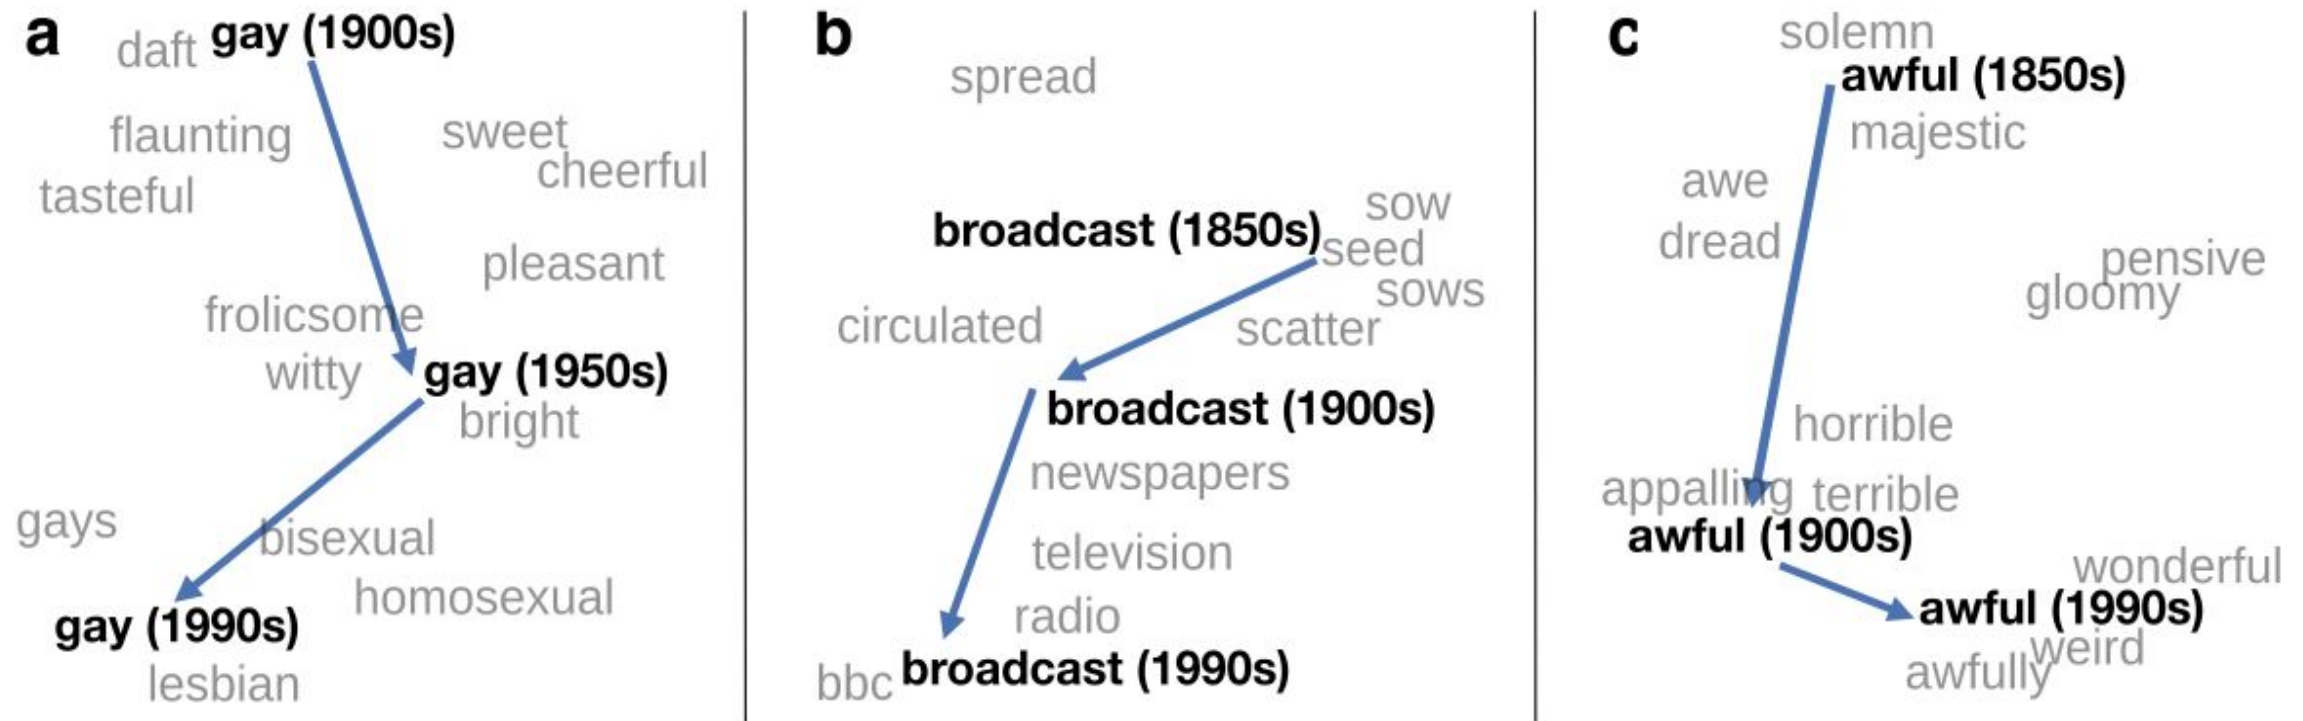 a
daft gay (1900s)
flaunting
sweet
cheerful
tasteful
pleasant
frolicsome
witty
gay (1950s)
bright
gays
bisexual
homosexual
gay (1990s)
lesbian
b
spread
sow
broadcast (1850s)
seed
sows
circulated
scatter
broadcast (1900s)
newspapers
television
radio
bbc broadcast (1990s)
c
solemn
awful (1850s)
majestic
awe
dread
pensive
gloomy
horrible
appalling terrible
awful (1900s)
wonderful
awful (1990s)
weird
awfully